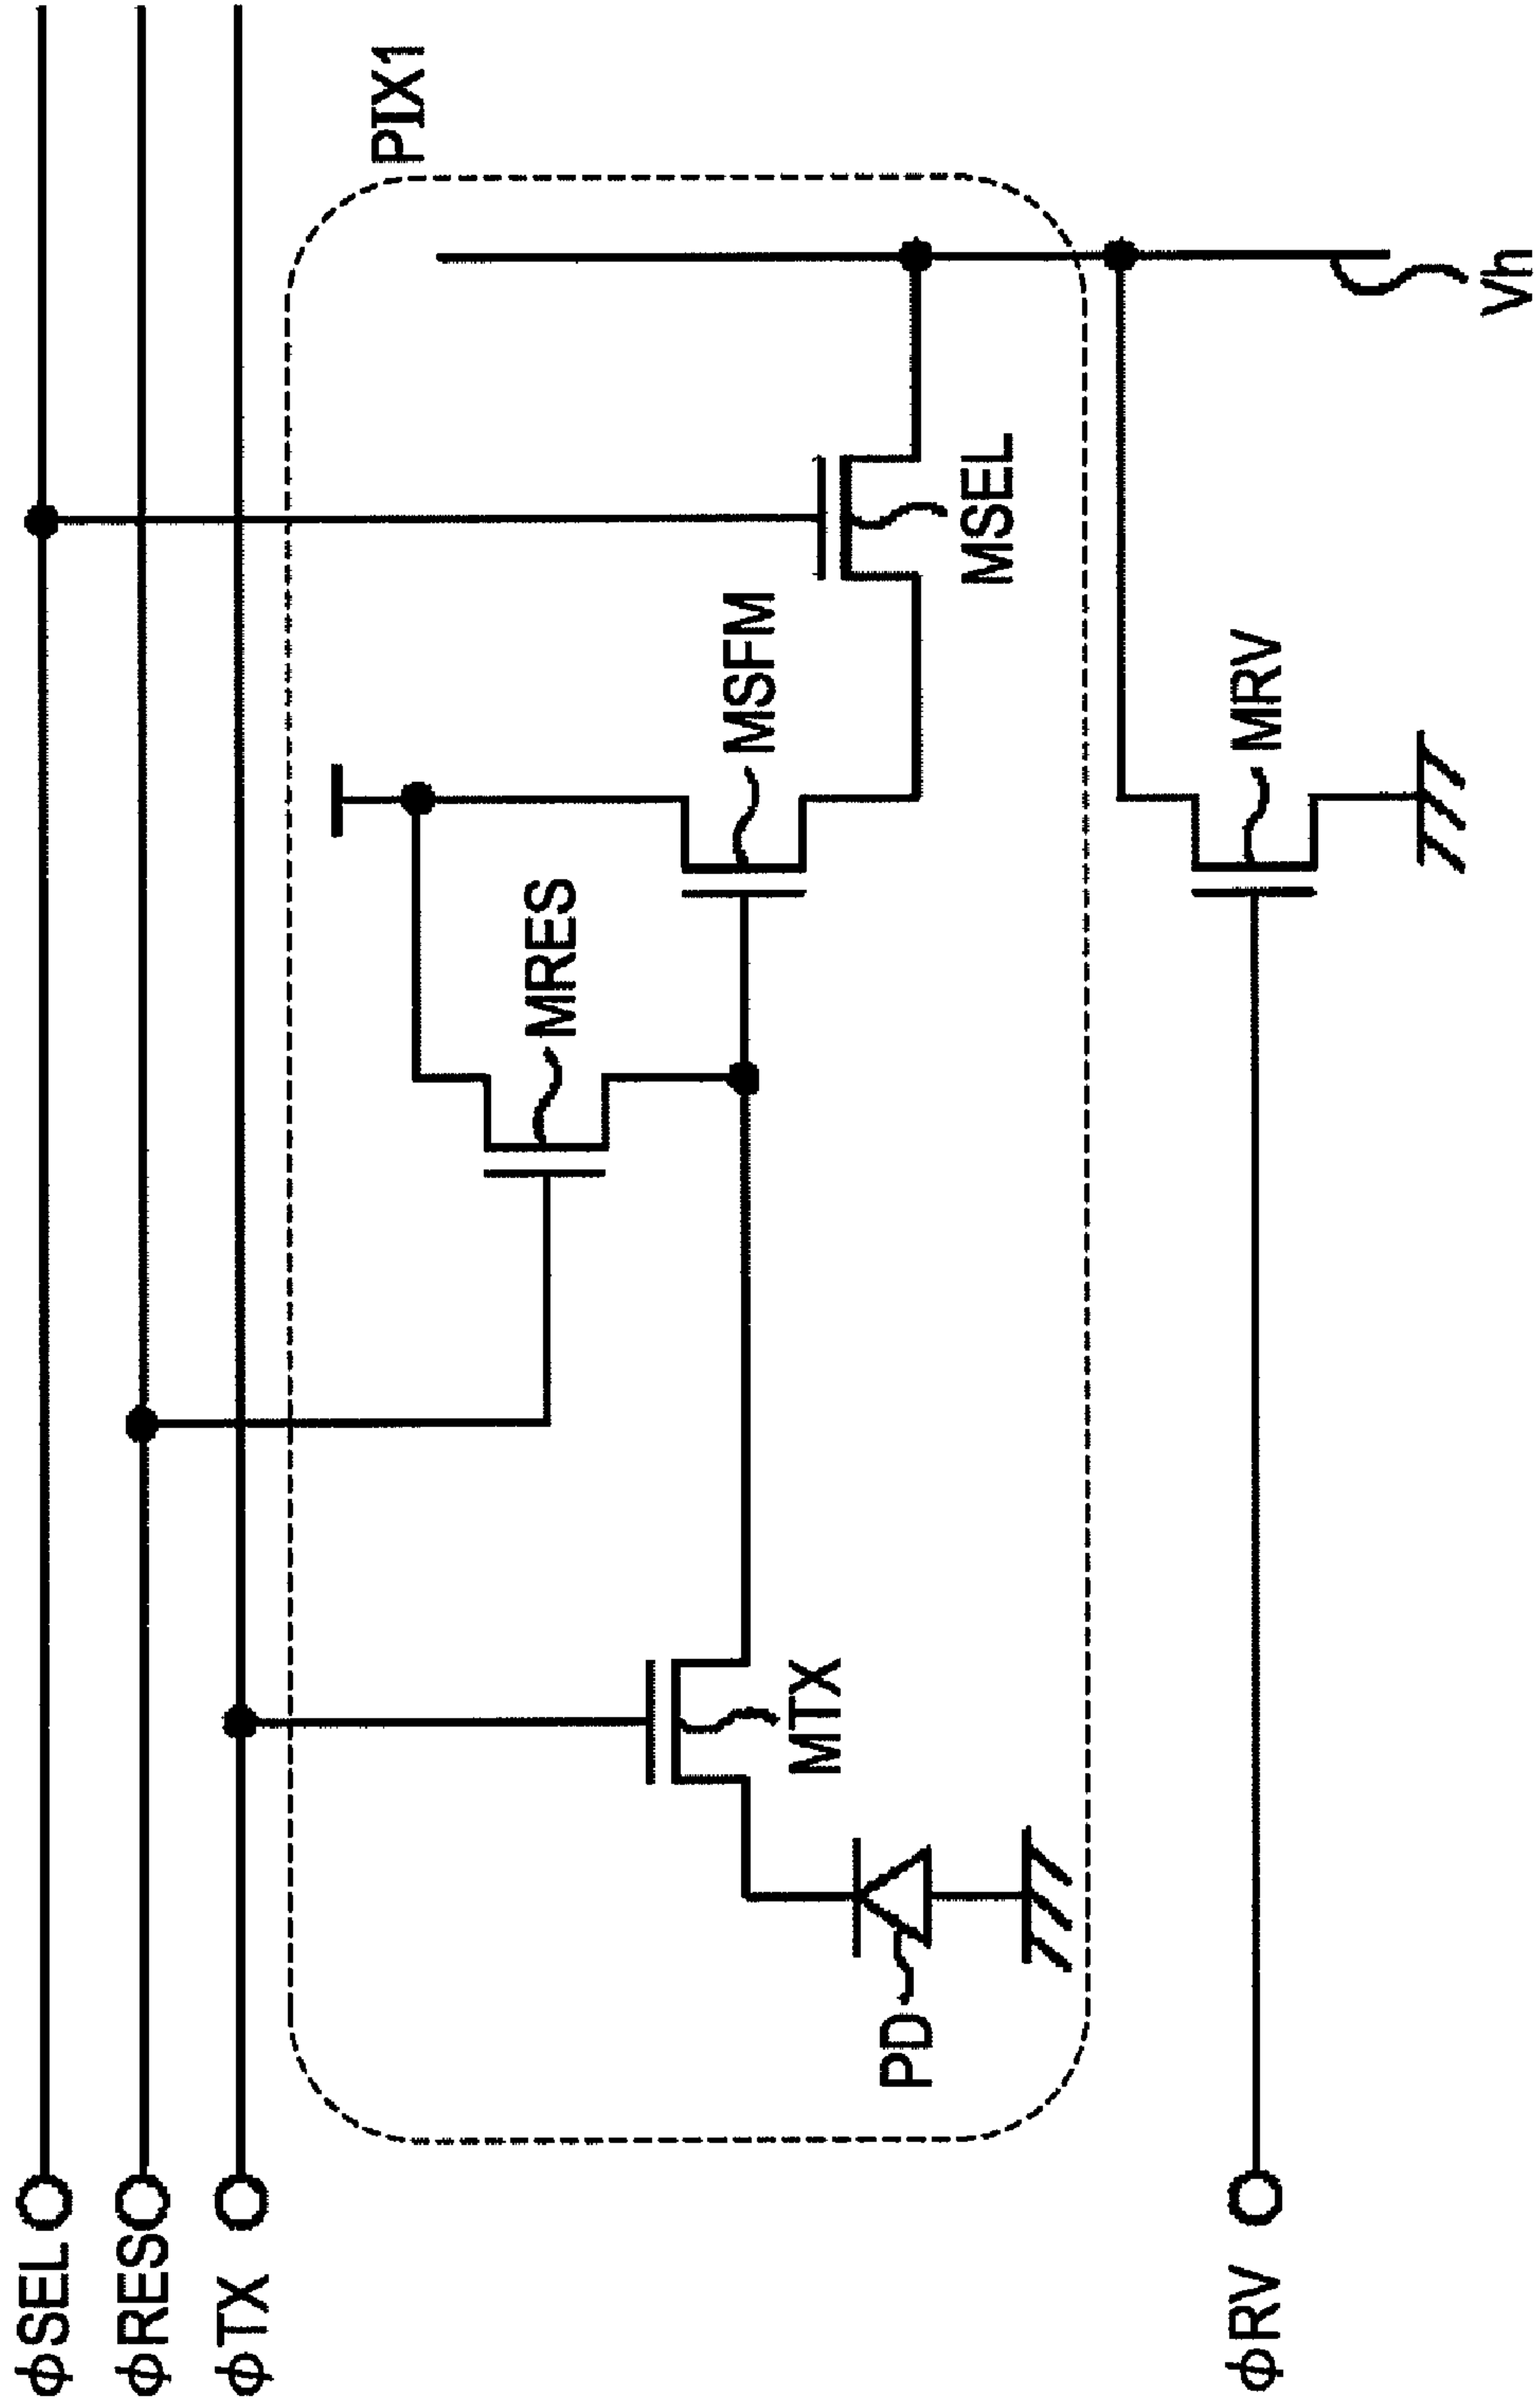 ϕSEL
ϕRES
ϕTX
PIX1
MRES
MSFM
MSEL
MTX
PD
MRV
ϕRV
Vh